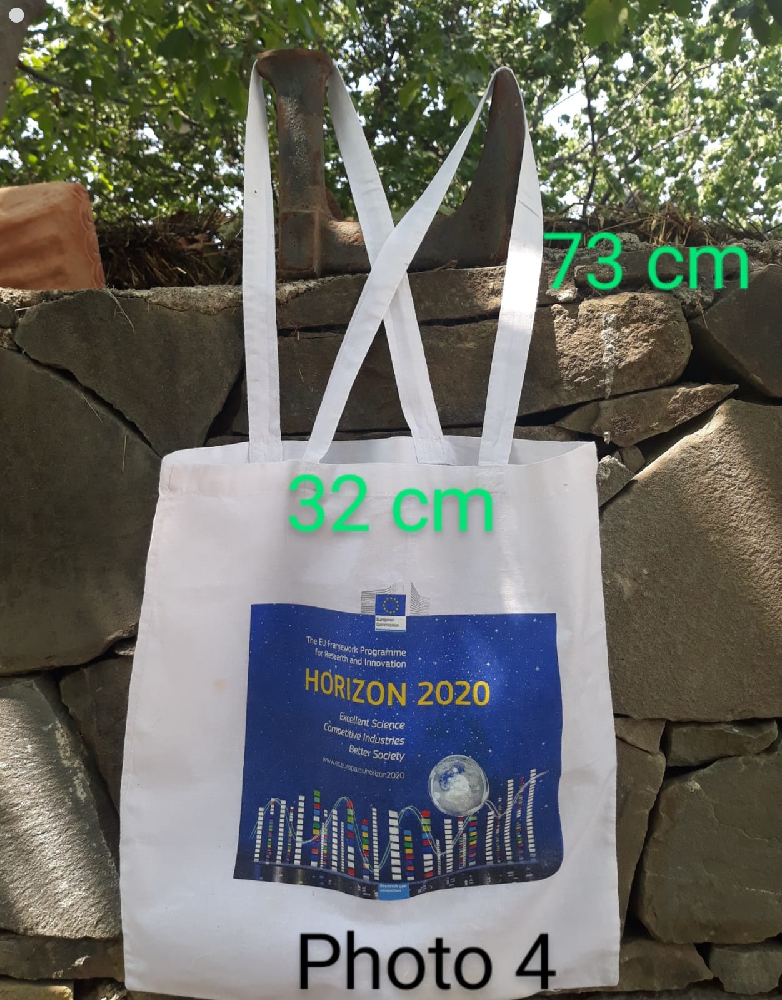 73 cm
32 cm
European
Commission
The EU Framework Programme
for Research and Innovation
HORIZON 2020
Excellent Science
Competitive Industries
Better Society
www.ec.europa.eu/horizon2020
Research and
Innovation
Photo 4